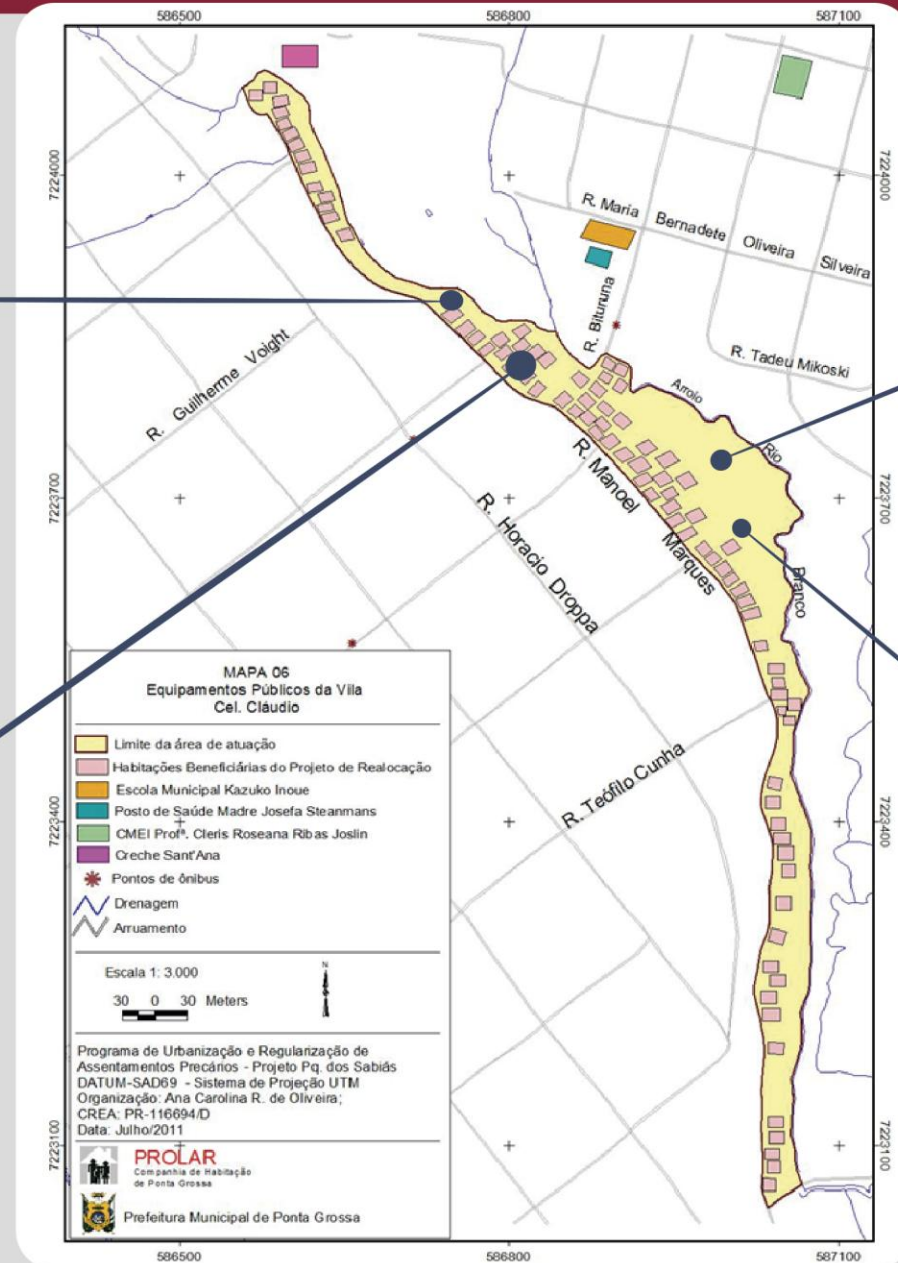 586500 586800 587100
7224000 7224000
R. Maria Bernadete Oliveira Silveira
R. Bituruna
R. Tadeu Mikoski
R. Guilherme Voight
Arroio
Rio
Branco
R. Manoel
Marques
R. Horacio Droppa
7223700 7223700
R. Teófilo Cunha
MAPA 06
Equipamentos Públicos da Vila
Cel. Cláudio
Limite da área de atuação
Habitações Beneficiárias do Projeto de Realocação
Escola Municipal Kazuko Inoue
Posto de Saúde Madre Josefa Steanmans
CMEI Profª. Cleris Roseana Ribas Joslin
Creche Sant'Ana
Pontos de ônibus
Drenagem
Arruamento
7223400 7223400
Escala 1: 3.000
N
30 0 30 Meters
Programa de Urbanização e Regularização de
Assentamentos Precários - Projeto Pq. dos Sabiás
DATUM-SAD69 - Sistema de Projeção UTM
Organização: Ana Carolina R. de Oliveira;
CREA: PR-116694/D
Data: Julho/2011
7223100 7223100
PROLAR
Companhia de Habitação
de Ponta Grossa
Prefeitura Municipal de Ponta Grossa
586500 586800 587100